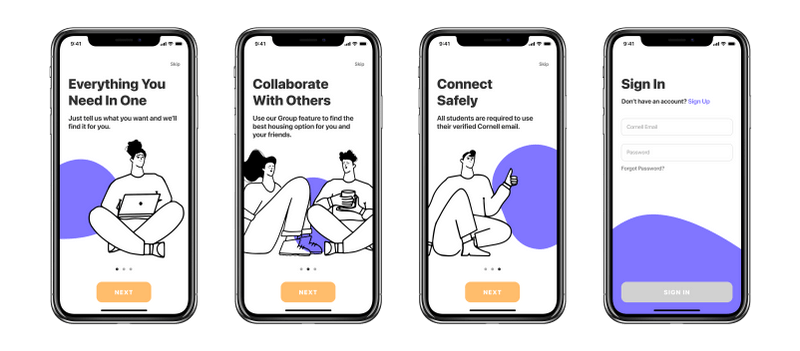 9:41
Skip
Everything You
Need In One
Just tell us what you want and we'll
find it for you.
NEXT
9:41
Skip
Collaborate
With Others
Use our Group feature to find the
best housing option for you and
your friends.
NEXT
9:41
Skip
Connect
Safely
All students are required to use
their verified Cornell email.
NEXT
9:41
Sign In
Don't have an account? Sign Up
Cornell Email
Password
Forgot Password?
SIGN IN